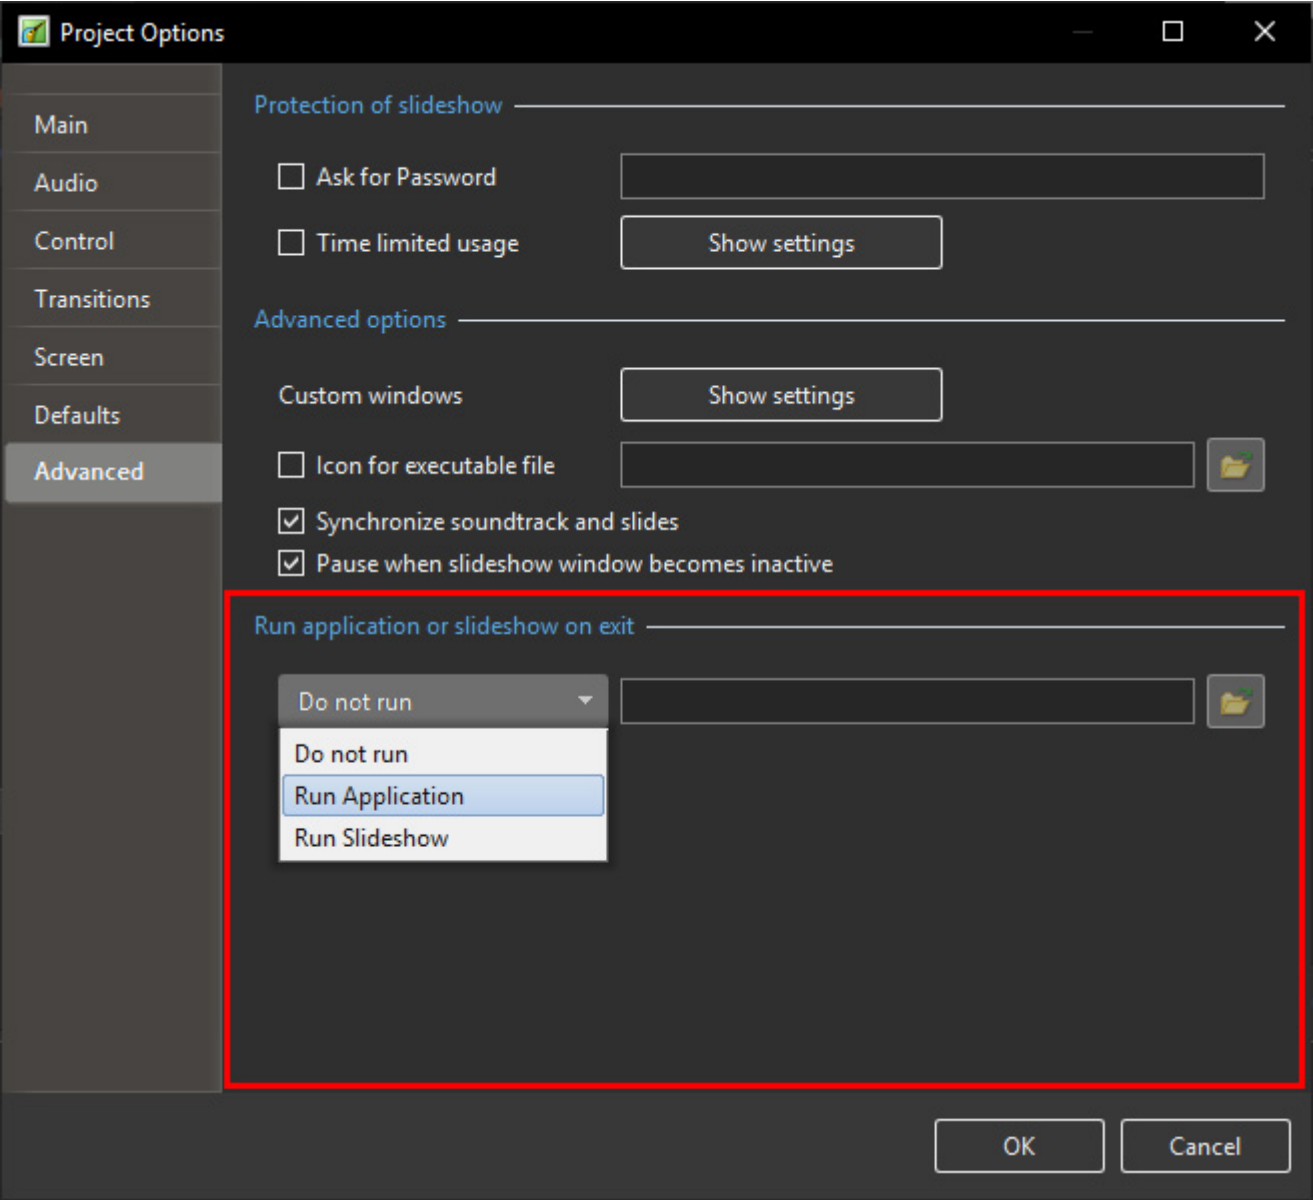 Project Options
Main
Audio
Control
Transitions
Screen
Defaults
Advanced
Protection of slideshow
Ask for Password
Time limited usage
Show settings
Advanced options
Custom windows
Show settings
Icon for executable file
Synchronize soundtrack and slides
Pause when slideshow window becomes inactive
Run application or slideshow on exit
Do not run
Do not run
Run Application
Run Slideshow
OK
Cancel